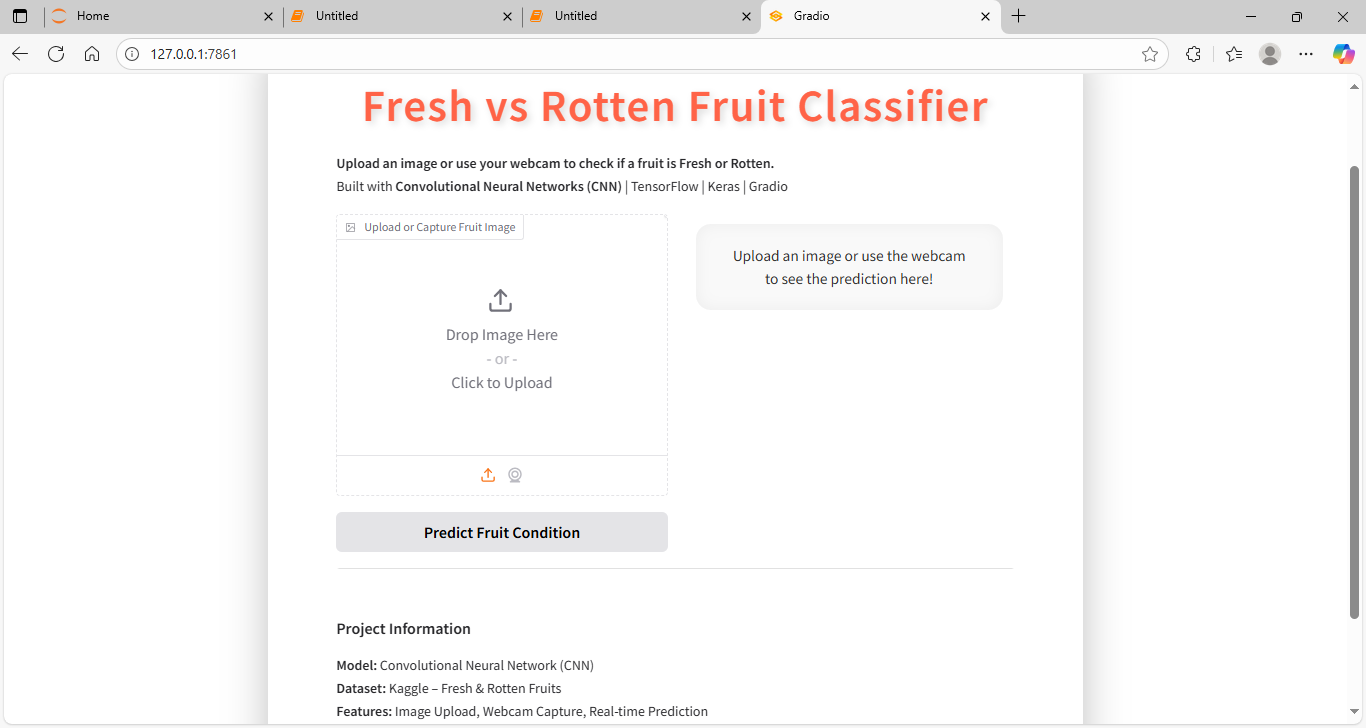 Home
Untitled
Untitled
Gradio
127.0.0.1:7861
Fresh vs Rotten Fruit Classifier
Upload an image or use your webcam to check if a fruit is Fresh or Rotten.
Built with Convolutional Neural Networks (CNN) | TensorFlow | Keras | Gradio
Upload or Capture Fruit Image
Drop Image Here
- or -
Click to Upload
Predict Fruit Condition
Upload an image or use the webcam
to see the prediction here!
Project Information
Model: Convolutional Neural Network (CNN)
Dataset: Kaggle – Fresh & Rotten Fruits
Features: Image Upload, Webcam Capture, Real-time Prediction